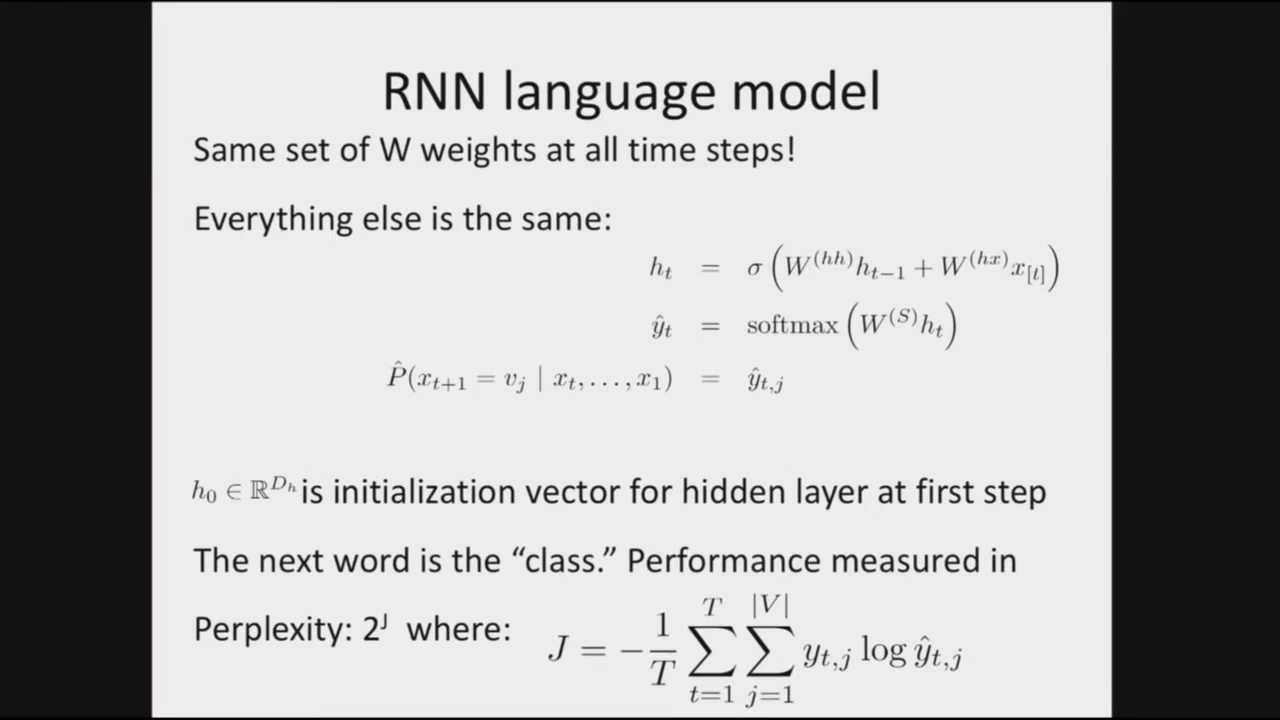 RNN language model
Same set of W weights at all time steps!
Everything else is the same:
h_t = σ(W^(hh) h_{t−1} + W^(hx) x_{[t]})
ŷ_t = softmax(W^(S) h_t)
P̂(x_{t+1} = v_j | x_t, . . . , x_1) = ŷ_{t,j}
h_0 ∈ ℝ^{D_h} is initialization vector for hidden layer at first step
The next word is the “class.” Performance measured in
Perplexity: 2^J where: J = −\frac{1}{T} \sum_{t=1}^{T} \sum_{j=1}^{|V|} y_{t,j} log ŷ_{t,j}